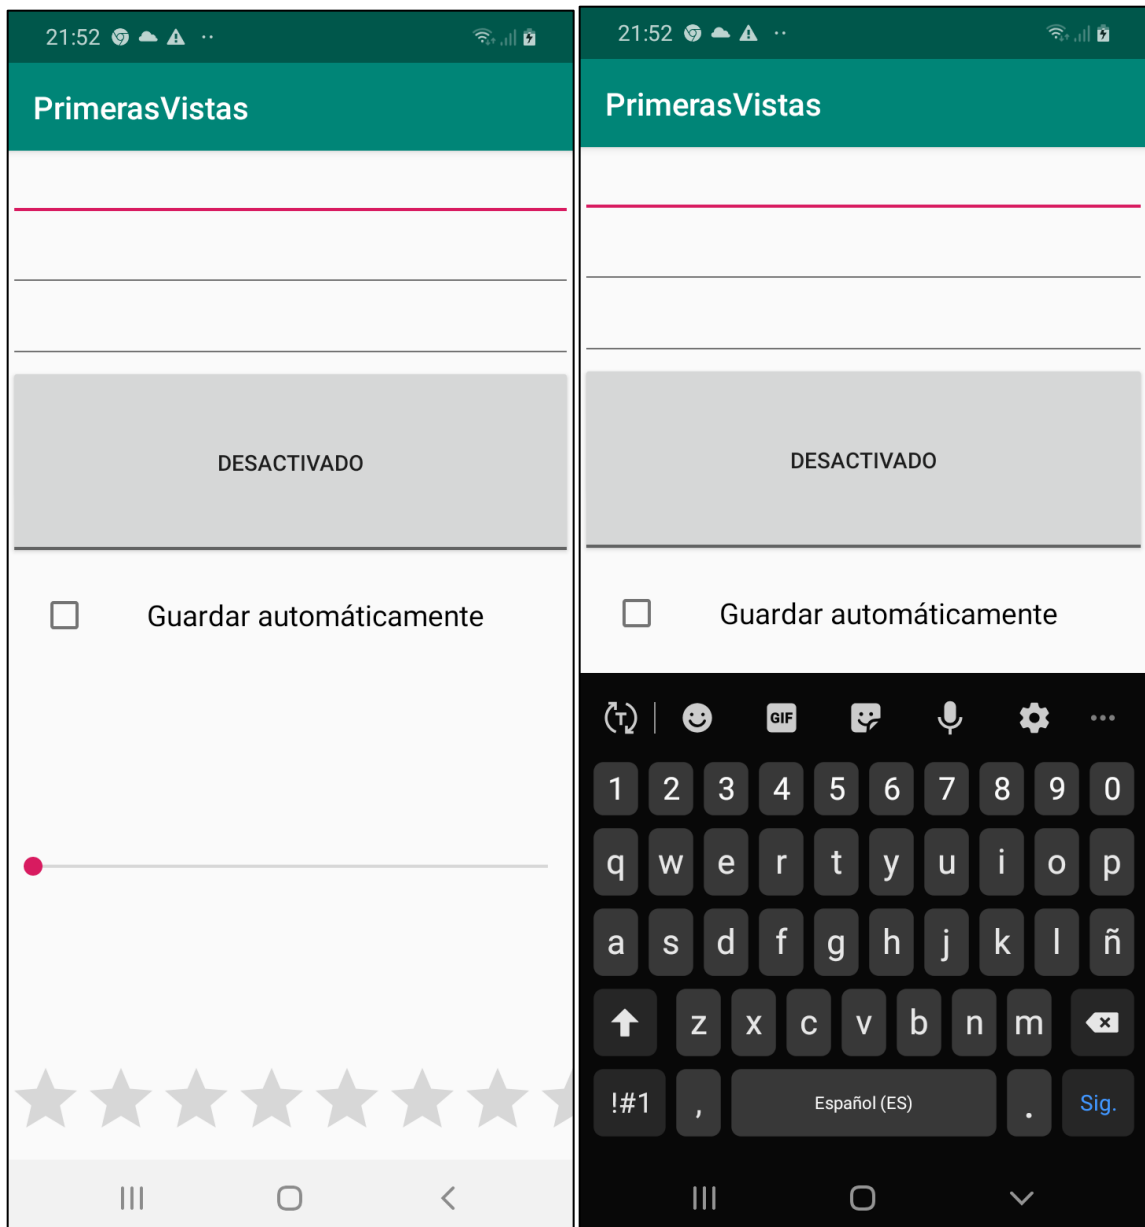 21:52
PrimerasVistas
DESACTIVADO
Guardar automáticamente
21:52
PrimerasVistas
DESACTIVADO
Guardar automáticamente
T GIF
1 2 3 4 5 6 7 8 9 0
q w e r t y u i o p
a s d f g h j k l ñ
z x c v b n m
!#1 , Español (ES) . Sig.